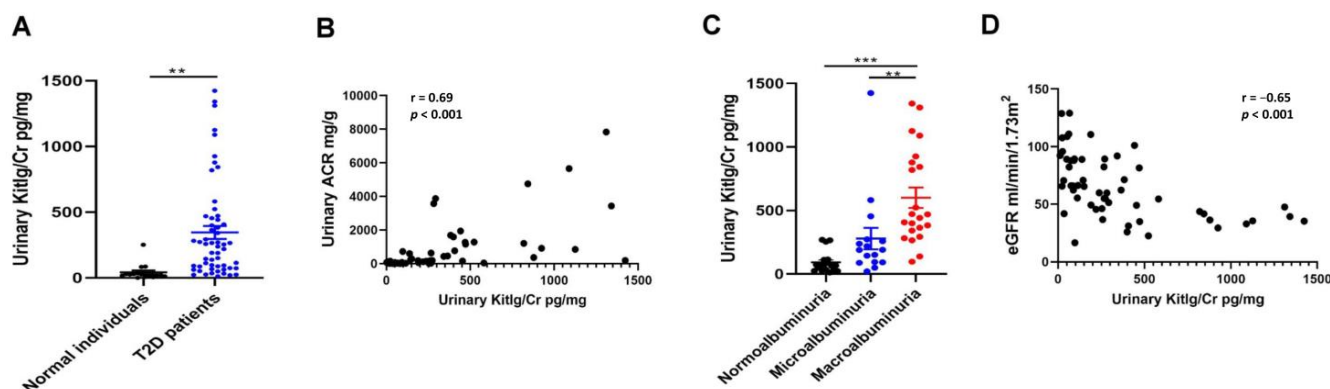 A
**
Urinary Kitlg/Cr pg/mg
1500
1000
500
0
Normal individuals
T2D patients
B
r = 0.69
p < 0.001
Urinary ACR mg/g
10000
8000
6000
4000
2000
0
0
250
500
750
1000
1500
Urinary Kitlg/Cr pg/mg
C
***
**
Urinary Kitlg/Cr pg/mg
1500
1000
500
0
Normoalbuminuria
Microalbuminuria
Macroalbuminuria
D
r = −0.65
p < 0.001
eGFR ml/min/1.73m²
150
100
50
0
0
500
1000
1500
Urinary Kitlg/Cr pg/mg